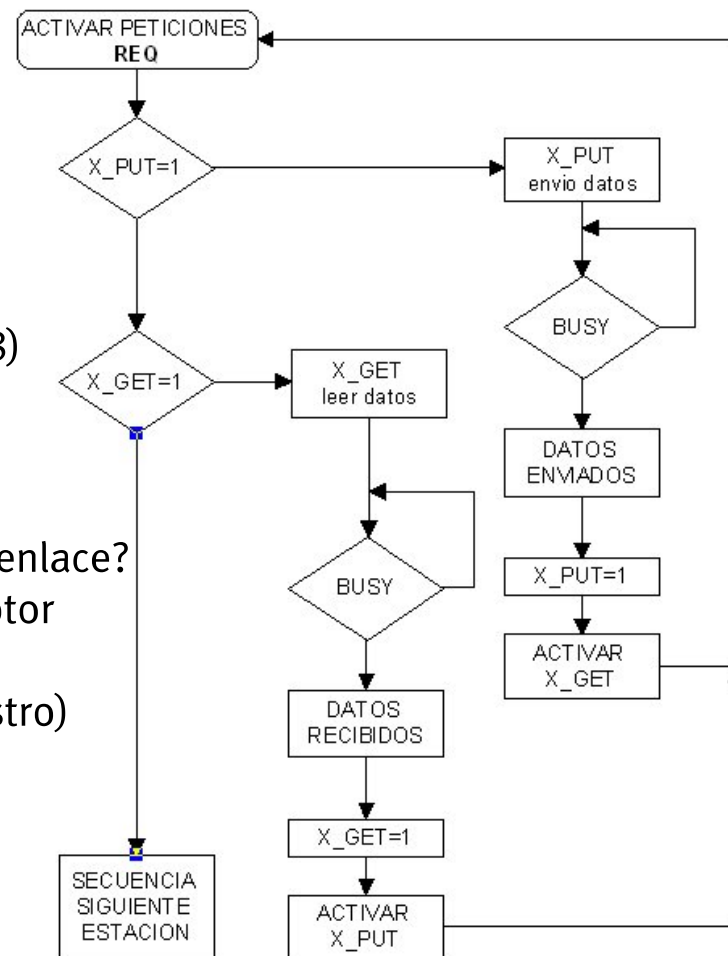 ACTIVAR PETICIONES
REQ
X_PUT=1
X_PUT
envio datos
BUSY
X_GET=1
X_GET
leer datos
DATOS
ENVIADOS
enlace?
BUSY
X_PUT=1
ACTIVAR
X_GET
DATOS
RECIBIDOS
X_GET=1
SECUENCIA
SIGUIENTE
ESTACION
ACTIVAR
X_PUT